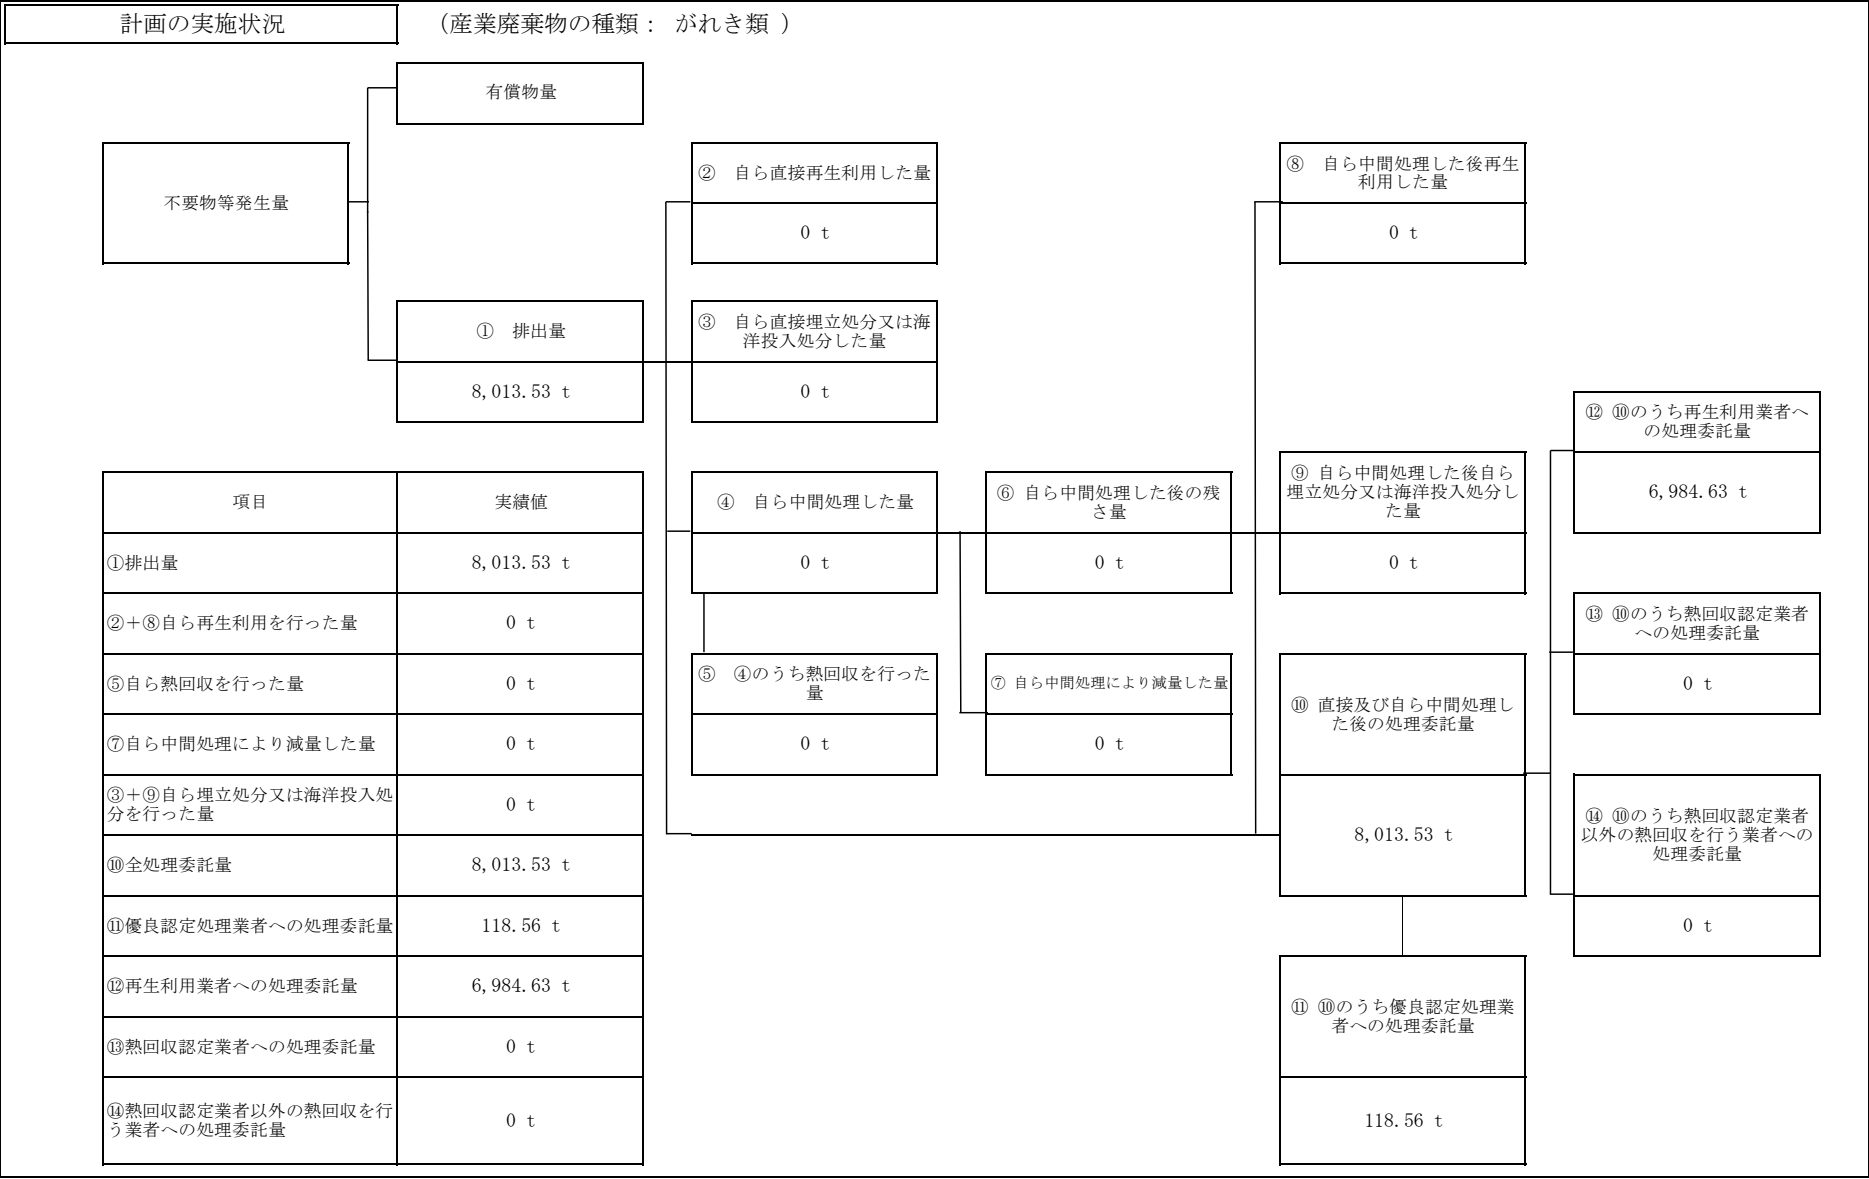 計画の実施状況
（産業廃棄物の種類： がれき類 ）
有償物量
不要物等発生量
② 自ら直接再生利用した量
0 t
⑧ 自ら中間処理した後再生
利用した量
0 t
① 排出量
8,013.53 t
③ 自ら直接埋立処分又は海
洋投入処分した量
0 t
⑫ ⑩のうち再生利用業者へ
の処理委託量
6,984.63 t
④ 自ら中間処理した量
0 t
⑥ 自ら中間処理した後の残
さ量
0 t
⑨ 自ら中間処理した後自ら
埋立処分又は海洋投入処分し
た量
0 t
⑬ ⑩のうち熱回収認定業者
への処理委託量
0 t
⑤ ④のうち熱回収を行った
量
0 t
⑦ 自ら中間処理により減量した量
0 t
⑩ 直接及び自ら中間処理し
た後の処理委託量
8,013.53 t
⑭ ⑩のうち熱回収認定業者
以外の熱回収を行う業者への
処理委託量
0 t
⑪ ⑩のうち優良認定処理業
者への処理委託量
118.56 t
項目 実績値
①排出量 8,013.53 t
②＋⑧自ら再生利用を行った量 0 t
⑤自ら熱回収を行った量 0 t
⑦自ら中間処理により減量した量 0 t
③＋⑨自ら埋立処分又は海洋投入処
分を行った量 0 t
⑩全処理委託量 8,013.53 t
⑪優良認定処理業者への処理委託量 118.56 t
⑫再生利用業者への処理委託量 6,984.63 t
⑬熱回収認定業者への処理委託量 0 t
⑭熱回収認定業者以外の熱回収を行
う業者への処理委託量 0 t